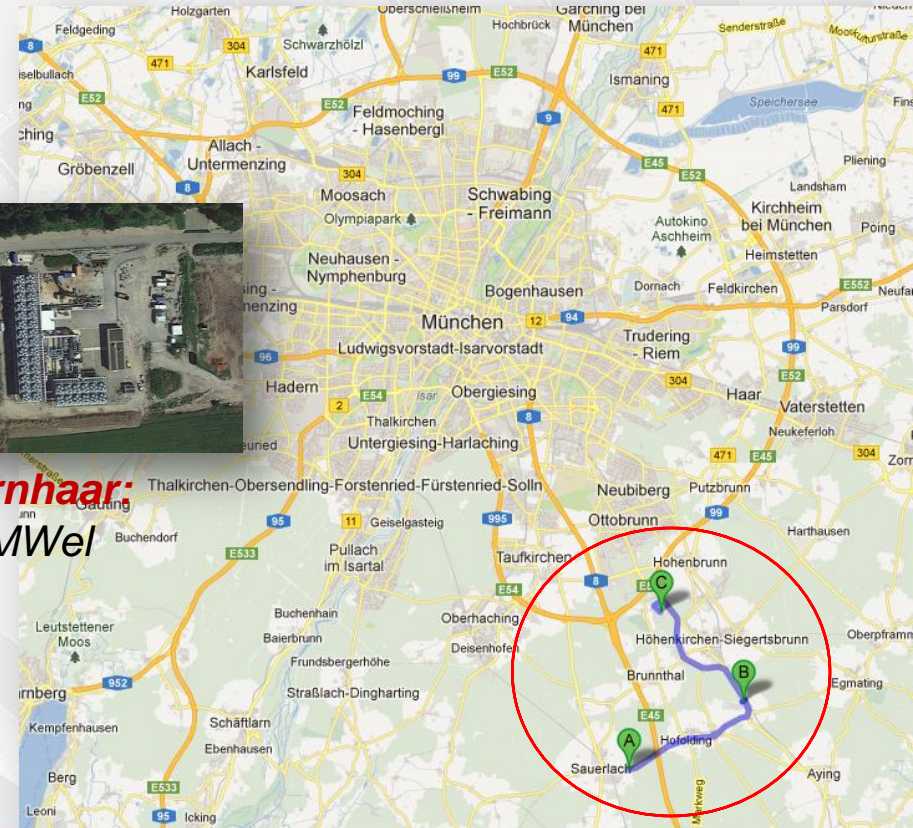 Holzgarten
Oberschleißheim
Garching bei
München
Feldgeding
Hochbrück
Senderstraße
8
304
Schwarzhölzl
471
471
Karlsfeld
99
E52
Ismaning
E52
E52
Feldmoching
- Hasenbergl
9
471
Speichersee
Allach -
Untermenzing
E45
Gröbenzell
304
E52
Pliening
8
Moosach
Schwabing
- Freimann
Landsham
Olympiapark
Autokino
Aschheim
Kirchheim
bei München
Poing
Neuhausen -
Nymphenburg
Heimstetten
Bogenhausen
Dornach
Feldkirchen
E552
München
12
94
Parsdorf
Trudering
- Riem
96
Ludwigsvorstadt-Isarvorstadt
99
Hadern
E54
Isar
Obergiesing
304
E52
2
8
Haar
Vaterstetten
Thalkirchen
Neukeferloh
Untergiesing-Harlaching
471
E45
304
rnhaar:
Thalkirchen-Obersendling-Forstenried-Fürstenried-Solln
Neubiberg
Putzbrunn
Gauting
95
11
Geiselgasteig
995
99
Ottobrunn
Harthausen
MWel
Buchendorf
E533
Pullach
im Isartal
Taufkirchen
Hohenbrunn
8
C
E54
Leutstettener
Moos
Buchenhain
Oberhaching
Baierbrunn
Deisenhofen
Höhenkirchen-Siegertsbrunn
Frundsbergerhöhe
Brunnthal
B
952
Straßlach-Dingharting
Egmating
Kempfenhausen
Schäftlarn
E45
A
Hofolding
Ebenhausen
Sauerlach
Berg
Aying
E533
Leoni
95
Icking